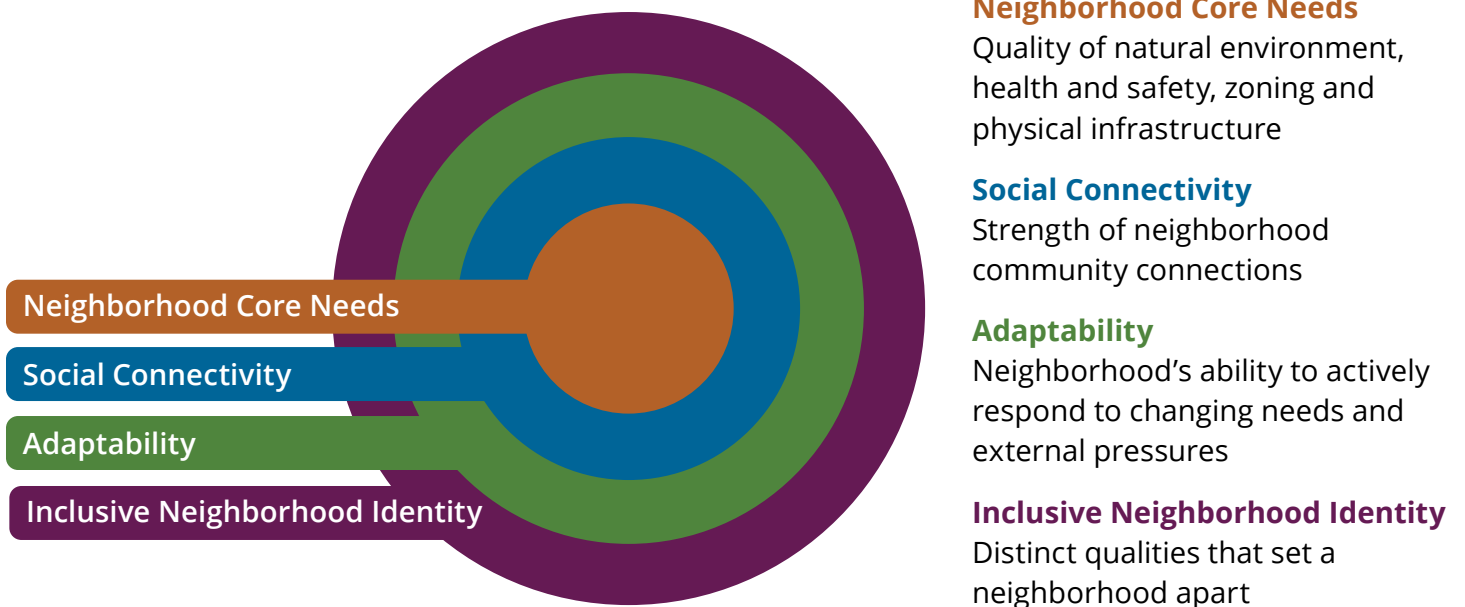 Neighborhood Core Needs
Social Connectivity
Adaptability
Inclusive Neighborhood Identity
Neighborhood Core Needs
Quality of natural environment,
health and safety, zoning and
physical infrastructure
Social Connectivity
Strength of neighborhood
community connections
Adaptability
Neighborhood’s ability to actively
respond to changing needs and
external pressures
Inclusive Neighborhood Identity
Distinct qualities that set a
neighborhood apart